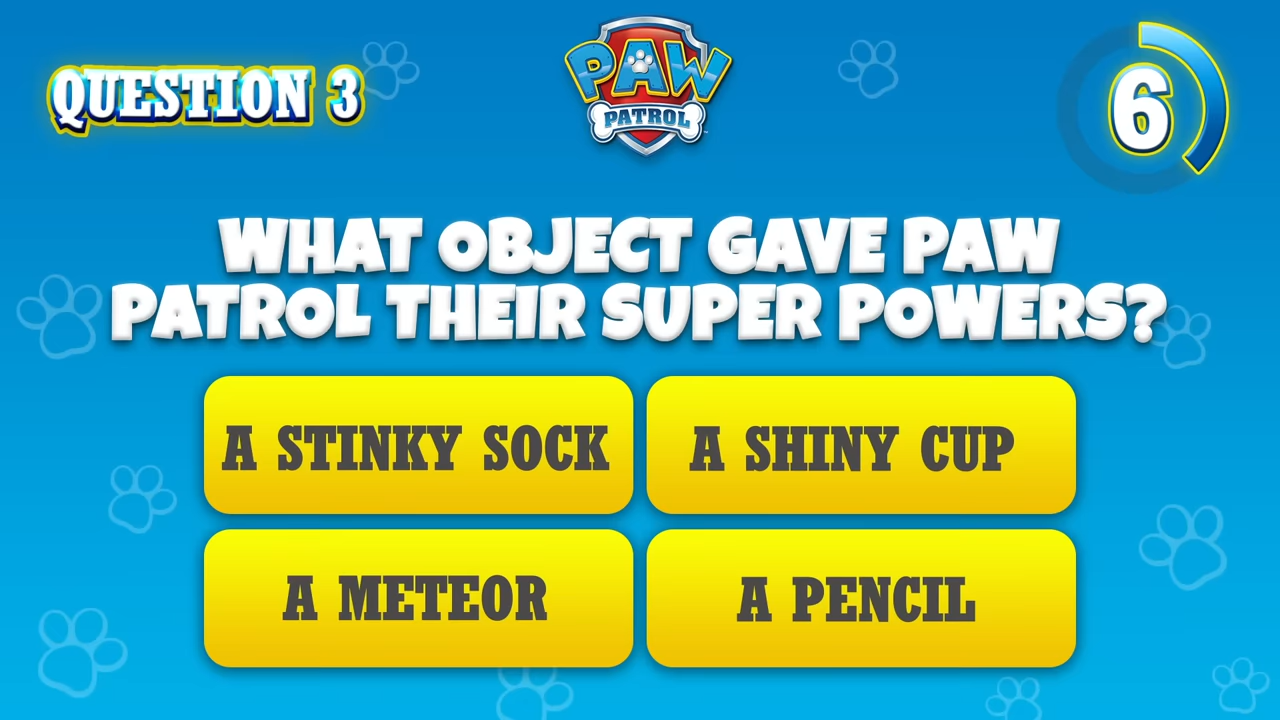 QUESTION 3
PAW
PATROL
6
WHAT OBJECT GAVE PAW
PATROL THEIR SUPER POWERS?
A STINKY SOCK
A SHINY CUP
A METEOR
A PENCIL